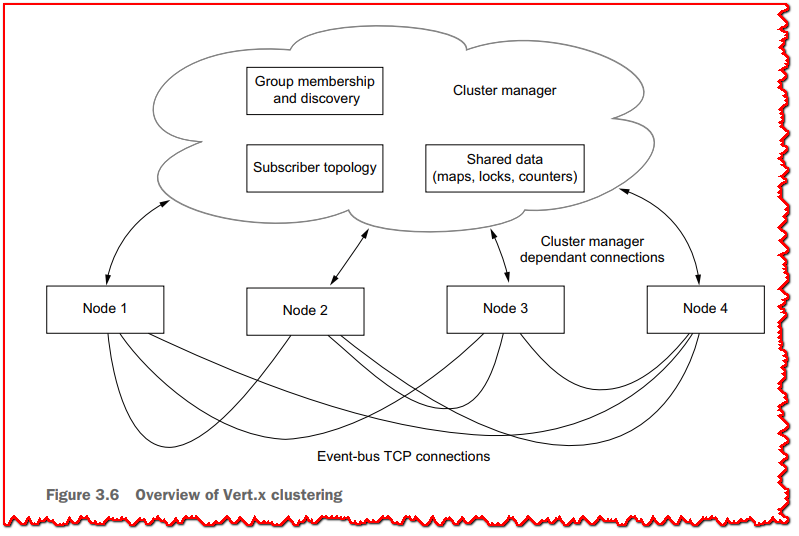 Group membership
and discovery
Cluster manager
Subscriber topology
Shared data
(maps, locks, counters)
Cluster manager
dependant connections
Node 1
Node 2
Node 3
Node 4
Event-bus TCP connections
Figure 3.6 Overview of Vert.x clustering